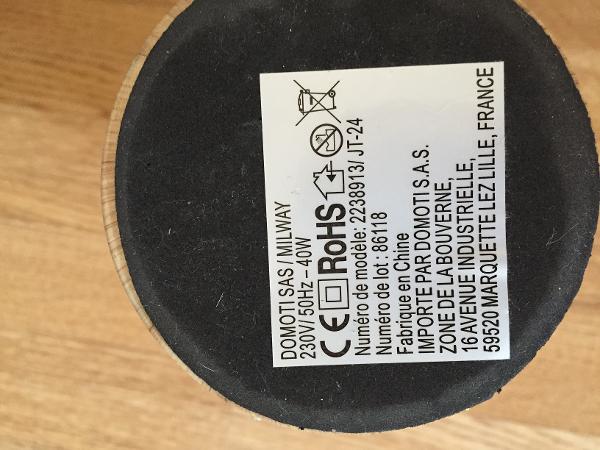 DOMOTI SAS / MILWAY
230V/ 50Hz – 40W
CE RoHS
Numéro de modèle: 2238913/ JT-24
Numéro de lot : 86118
Fabrique en Chine
IMPORTE PAR DOMOTI S.A.S.
ZONE DE LA BOUVERNE,
16 AVENUE INDUSTRIELLE,
59520 MARQUETTE LEZ LILLE, FRANCE